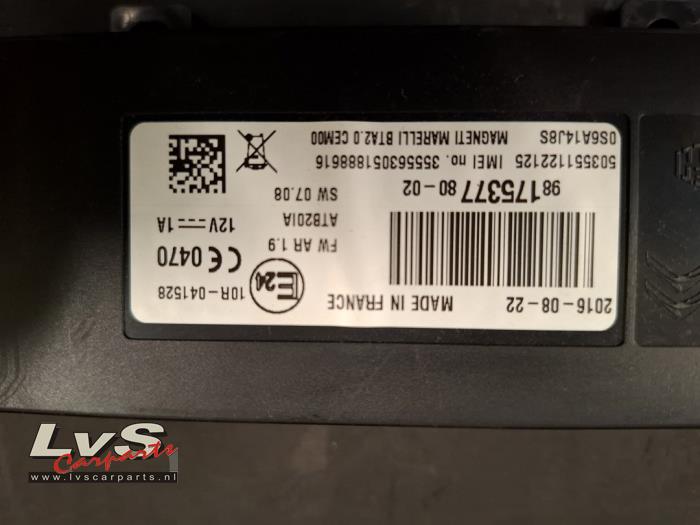 2016-08-22 MADE IN FRANCE
10R-041528
E24
FW AR 1.9
CE 0470
ATB20IA
12V 1A
98 175377 80-02
SW 07.08
503551122125 IMEI no. 355563051888616
0S6A14J8S MAGNETI MARELLI BTA2.0 CEM00
LvS
Carparts
www.lvscarparts.nl